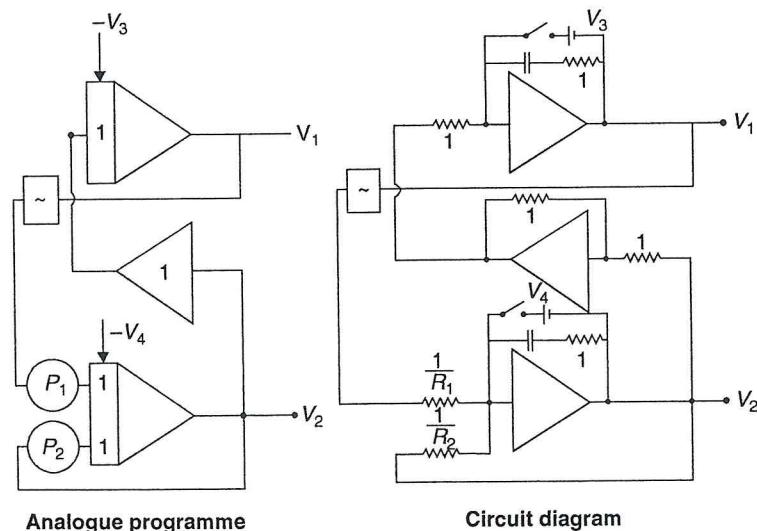 −V3
1
V1
~
1
−V4
P1
1
V2
P2
1
Analogue programme
V3
1
1
V1
~
1
1
V4
1
1
R1
1
R2
V2
Circuit diagram